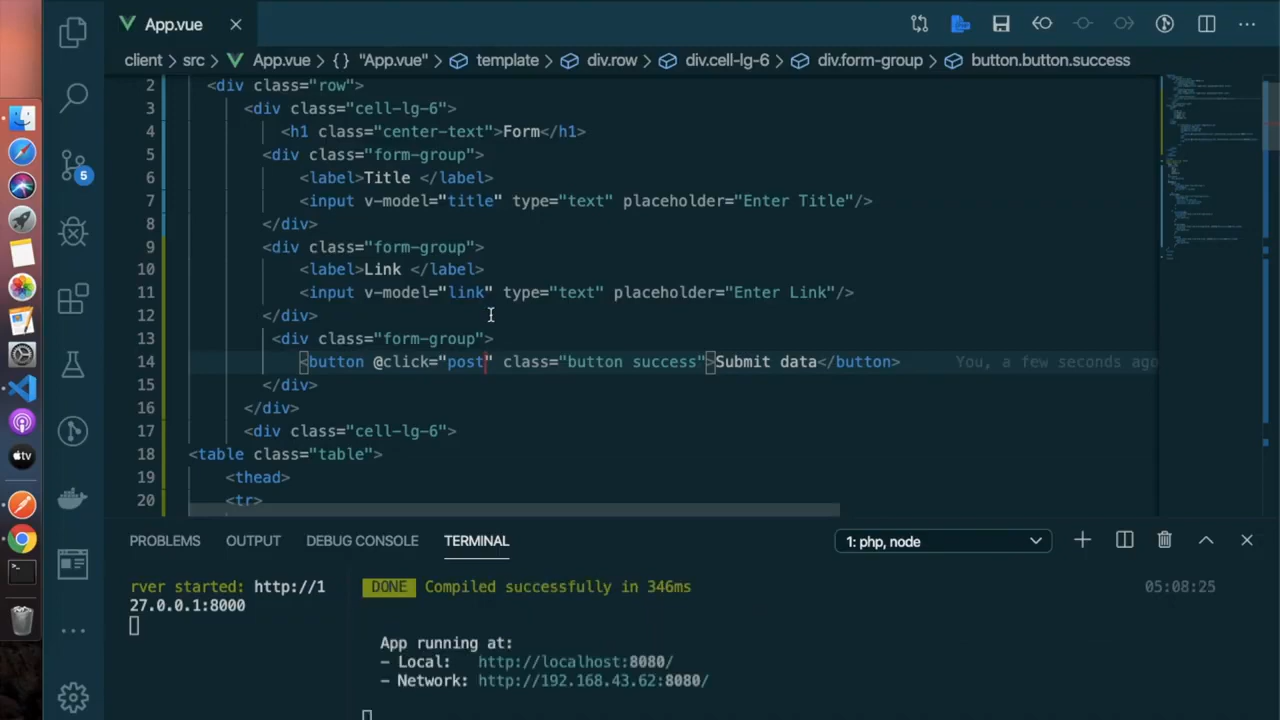 App.vue
client > src > App.vue > {} "App.vue" > template > div.row > div.cell-lg-6 > div.form-group > button.button.success
2 <div class="row">
3 <div class="cell-lg-6">
4 <h1 class="center-text">Form</h1>
5 <div class="form-group">
6 <label>Title </label>
7 <input v-model="title" type="text" placeholder="Enter Title"/>
8 </div>
9 <div class="form-group">
10 <label>Link </label>
11 <input v-model="link" type="text" placeholder="Enter Link"/>
12 </div>
13 <div class="form-group">
14 <button @click="post" class="button success">Submit data</button> You, a few seconds ago
15 </div>
16 </div>
17 <div class="cell-lg-6">
18 <table class="table">
19 <thead>
20 <tr>
5
tv
PROBLEMS OUTPUT DEBUG CONSOLE TERMINAL 1: php, node
rver started: http://1
27.0.0.1:8000
DONE Compiled successfully in 346ms 05:08:25
App running at:
- Local: http://localhost:8080/
- Network: http://192.168.43.62:8080/